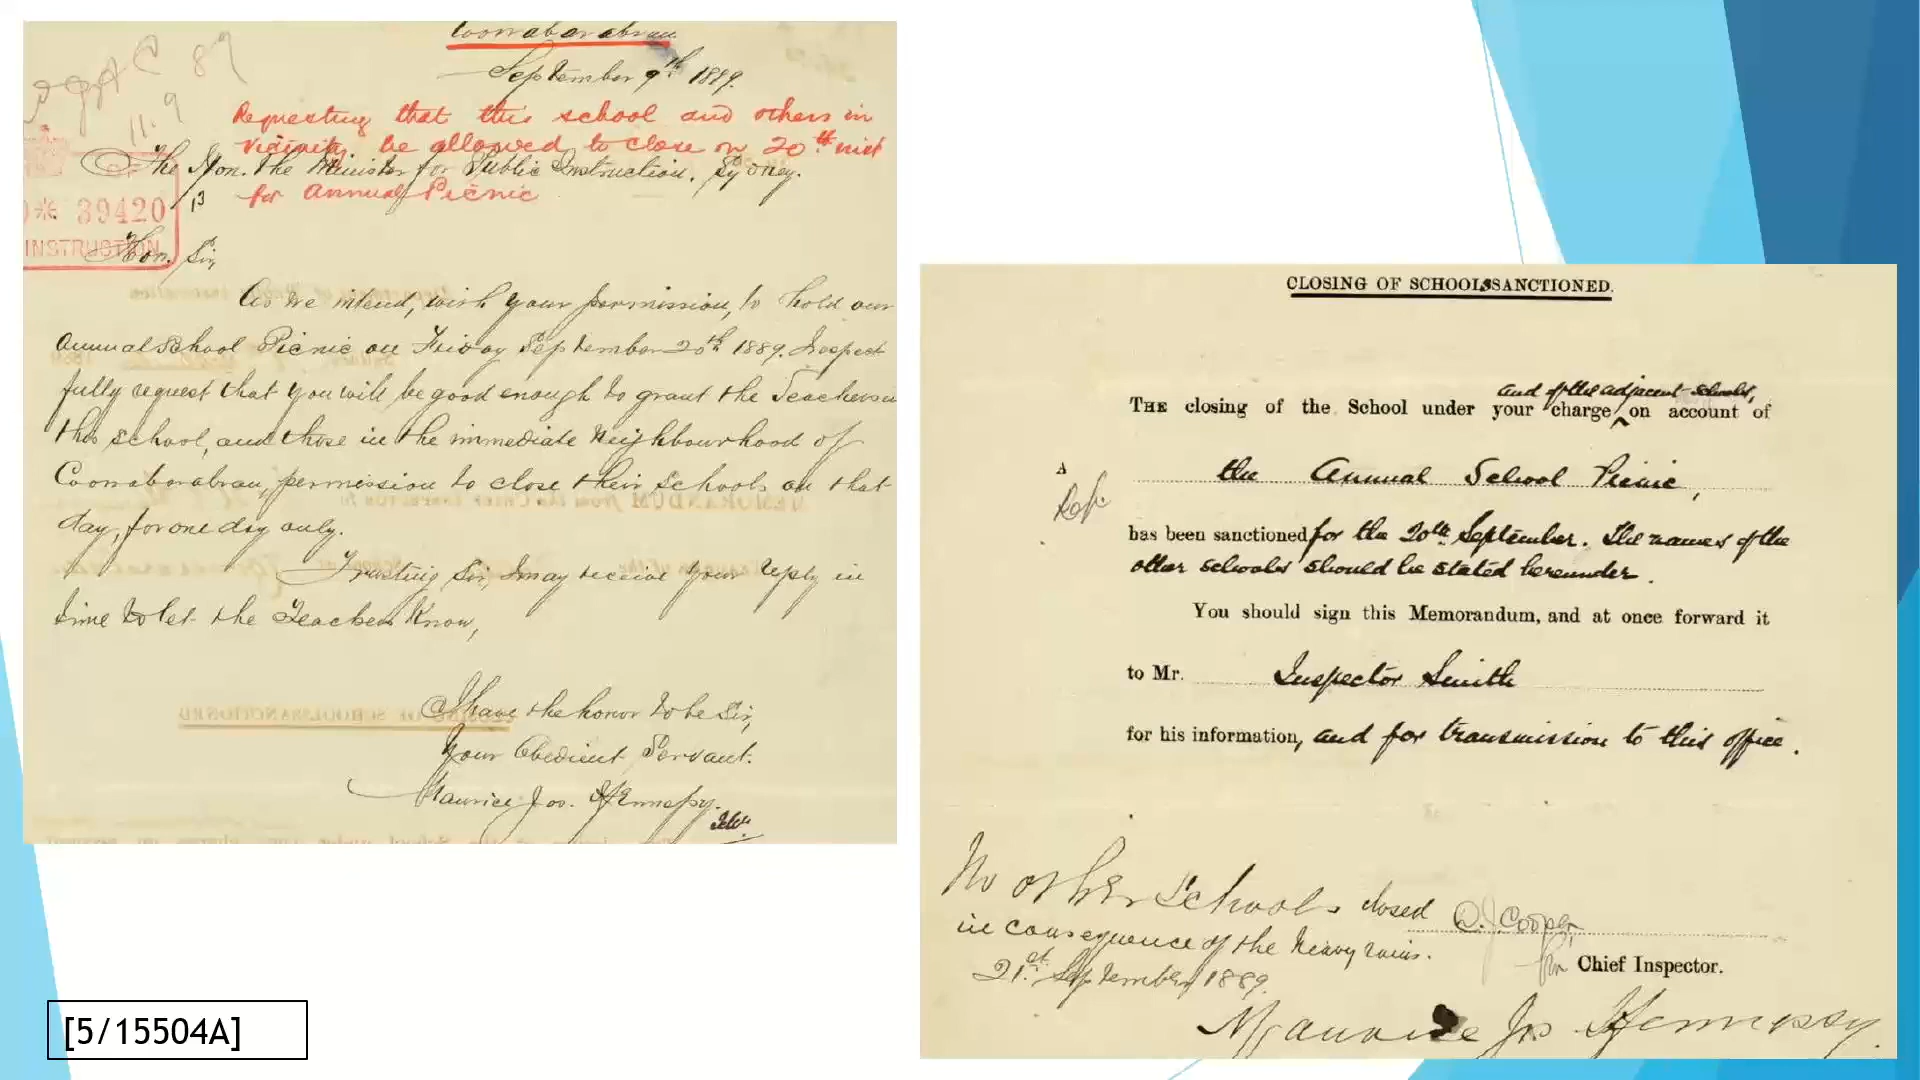 Coonabarabran
September 9th 1889.
89
11.9
Requesting that this school and others in
vicinity be allowed to close on 20th inst
The Hon. The Minister for Public Instruction. Sydney.
for Annual Picnic
13
39420
INSTRUCTION
Hon. Sir,
As we intend, with your permission, to hold our
Annual School Picnic on Friday September 20th 1889. I respect
fully request that you will be good enough to grant the Teachers in
this school, and those in the immediate Neighbourhood of
Coonabarabran, permission to close their Schools on that
day, for one day only.
Trusting Sir, I may receive your reply in
time to let the Teachers know,
I have the honor to be Sir,
Your Obedient Servant.
Maurice Jos. Hennessy.
CLOSING OF SCHOOLS SANCTIONED.
and of the adjacent schools,
THE closing of the School under your charge on account of
A
the Annual School Picnic,
has been sanctioned for the 20th September. The names of the
other schools should be stated hereunder.
You should sign this Memorandum, and at once forward it
to Mr. Inspector Smith
for his information, and for transmission to this office.
No other Schools closed
D.J. Cooper
in consequence of the heavy rains.
for Chief Inspector.
21st September 1889.
Maurice Jos Hennessy.
[5/15504A]